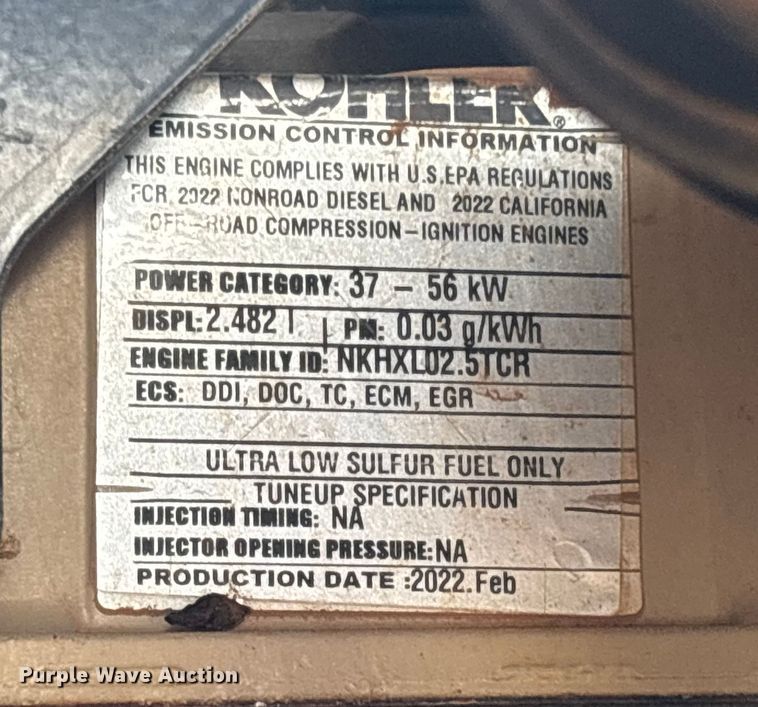 KOHLER®
EMISSION CONTROL INFORMATION
THIS ENGINE COMPLIES WITH U.S.EPA REGULATIONS
FOR 2022 NONROAD DIESEL AND 2022 CALIFORNIA
OFF-ROAD COMPRESSION-IGNITION ENGINES
POWER CATEGORY: 37 - 56 kW
DISPL: 2.482 l PM: 0.03 g/kWh
ENGINE FAMILY ID: NKHXL02.5TCR
ECS: DDI, DOC, TC, ECM, EGR
ULTRA LOW SULFUR FUEL ONLY
TUNEUP SPECIFICATION
INJECTION TIMING: NA
INJECTOR OPENING PRESSURE:NA
PRODUCTION DATE :2022.Feb
Purple Wave Auction